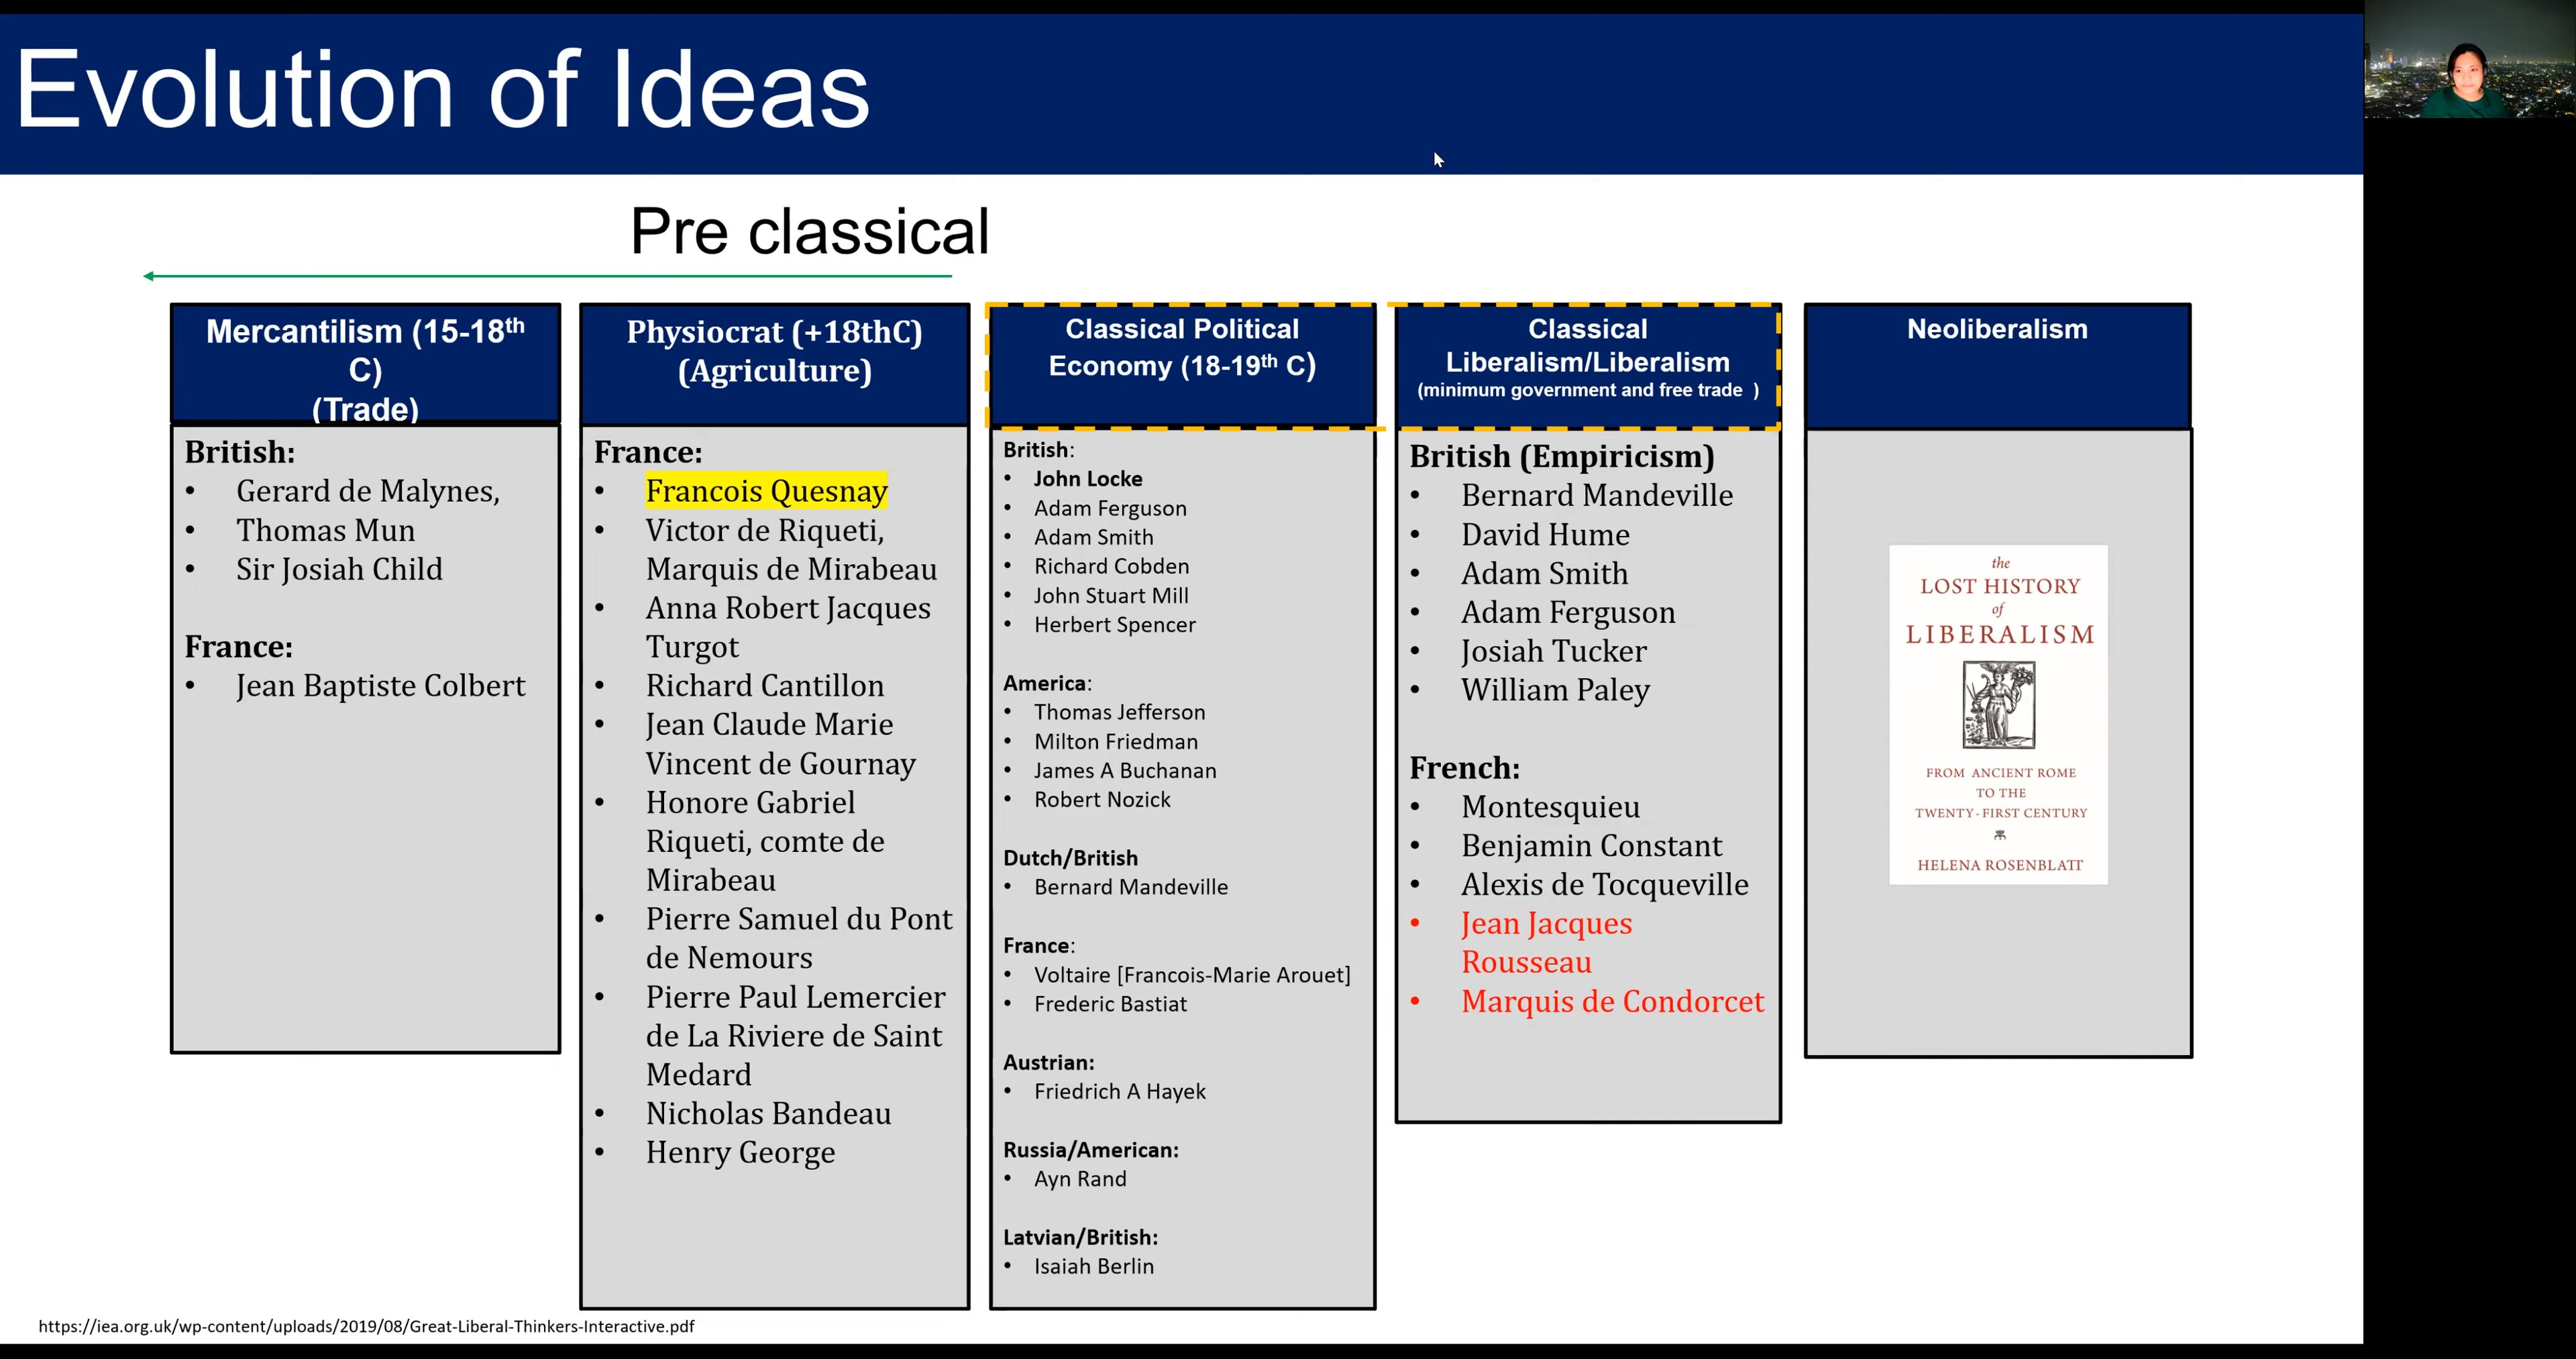 Evolution of Ideas
Pre classical
Mercantilism (15-18th
C)
(Trade)
British:
• Gerard de Malynes,
• Thomas Mun
• Sir Josiah Child
France:
• Jean Baptiste Colbert
Physiocrat (+18thC)
(Agriculture)
France:
• Francois Quesnay
• Victor de Riqueti,
Marquis de Mirabeau
• Anna Robert Jacques
Turgot
• Richard Cantillon
• Jean Claude Marie
Vincent de Gournay
• Honore Gabriel
Riqueti, comte de
Mirabeau
• Pierre Samuel du Pont
de Nemours
• Pierre Paul Lemercier
de La Riviere de Saint
Medard
• Nicholas Bandeau
• Henry George
Classical Political
Economy (18-19th C)
British:
• John Locke
• Adam Ferguson
• Adam Smith
• Richard Cobden
• John Stuart Mill
• Herbert Spencer
America:
• Thomas Jefferson
• Milton Friedman
• James A Buchanan
• Robert Nozick
Dutch/British
• Bernard Mandeville
France:
• Voltaire [Francois-Marie Arouet]
• Frederic Bastiat
Austrian:
• Friedrich A Hayek
Russia/American:
• Ayn Rand
Latvian/British:
• Isaiah Berlin
Classical
Liberalism/Liberalism
(minimum government and free trade )
British (Empiricism)
• Bernard Mandeville
• David Hume
• Adam Smith
• Adam Ferguson
• Josiah Tucker
• William Paley
French:
• Montesquieu
• Benjamin Constant
• Alexis de Tocqueville
• Jean Jacques
Rousseau
• Marquis de Condorcet
Neoliberalism
the
LOST HISTORY
of
LIBERALISM
FROM ANCIENT ROME
TO THE
TWENTY-FIRST CENTURY
HELENA ROSENBLATT
https://iea.org.uk/wp-content/uploads/2019/08/Great-Liberal-Thinkers-Interactive.pdf